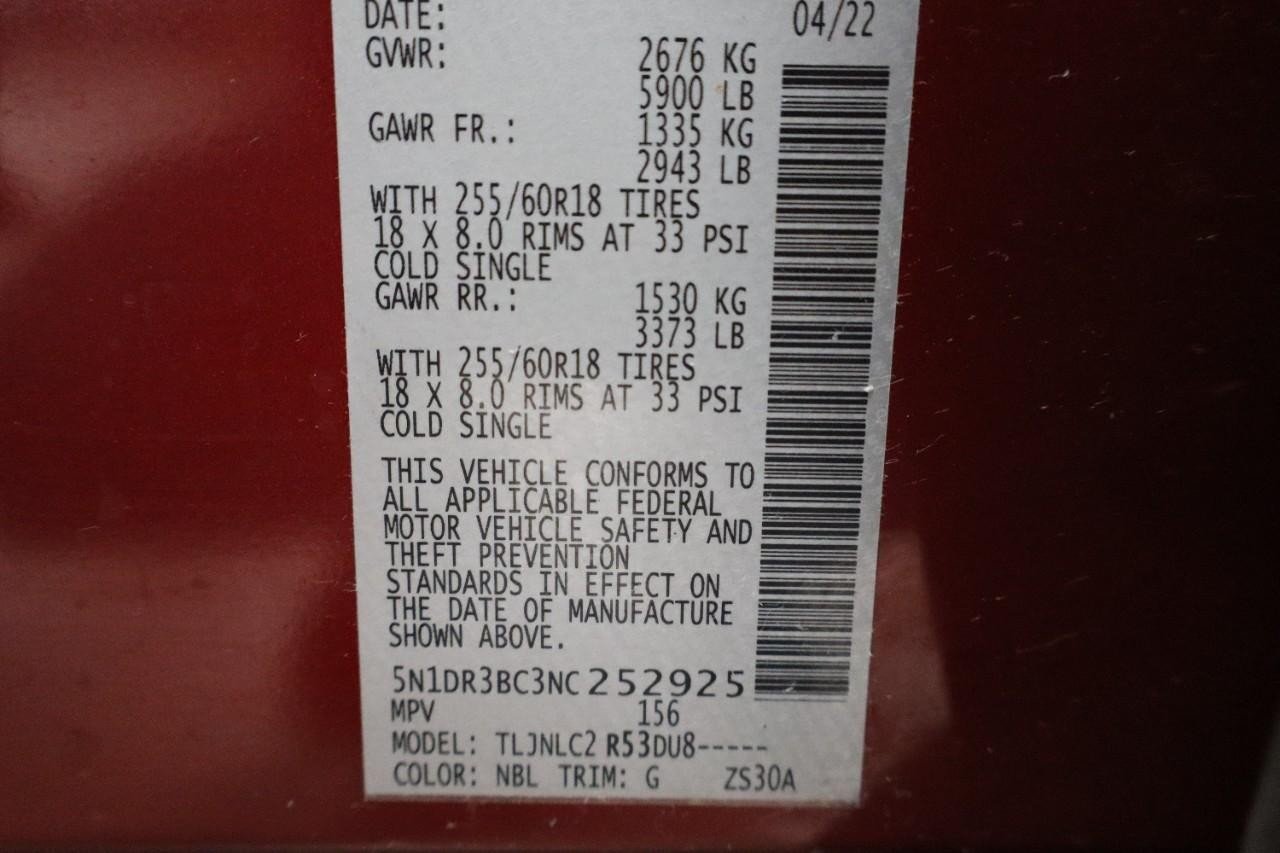 DATE: 04/22
GVWR: 2676 KG
5900 LB
GAWR FR.: 1335 KG
2943 LB
WITH 255/60R18 TIRES
18 X 8.0 RIMS AT 33 PSI
COLD SINGLE
GAWR RR.: 1530 KG
3373 LB
WITH 255/60R18 TIRES
18 X 8.0 RIMS AT 33 PSI
COLD SINGLE
THIS VEHICLE CONFORMS TO
ALL APPLICABLE FEDERAL
MOTOR VEHICLE SAFETY AND
THEFT PREVENTION
STANDARDS IN EFFECT ON
THE DATE OF MANUFACTURE
SHOWN ABOVE.
5N1DR3BC3NC252925
MPV 156
MODEL: TLJNLC2 R53DU8-----
COLOR: NBL TRIM: G ZS30A